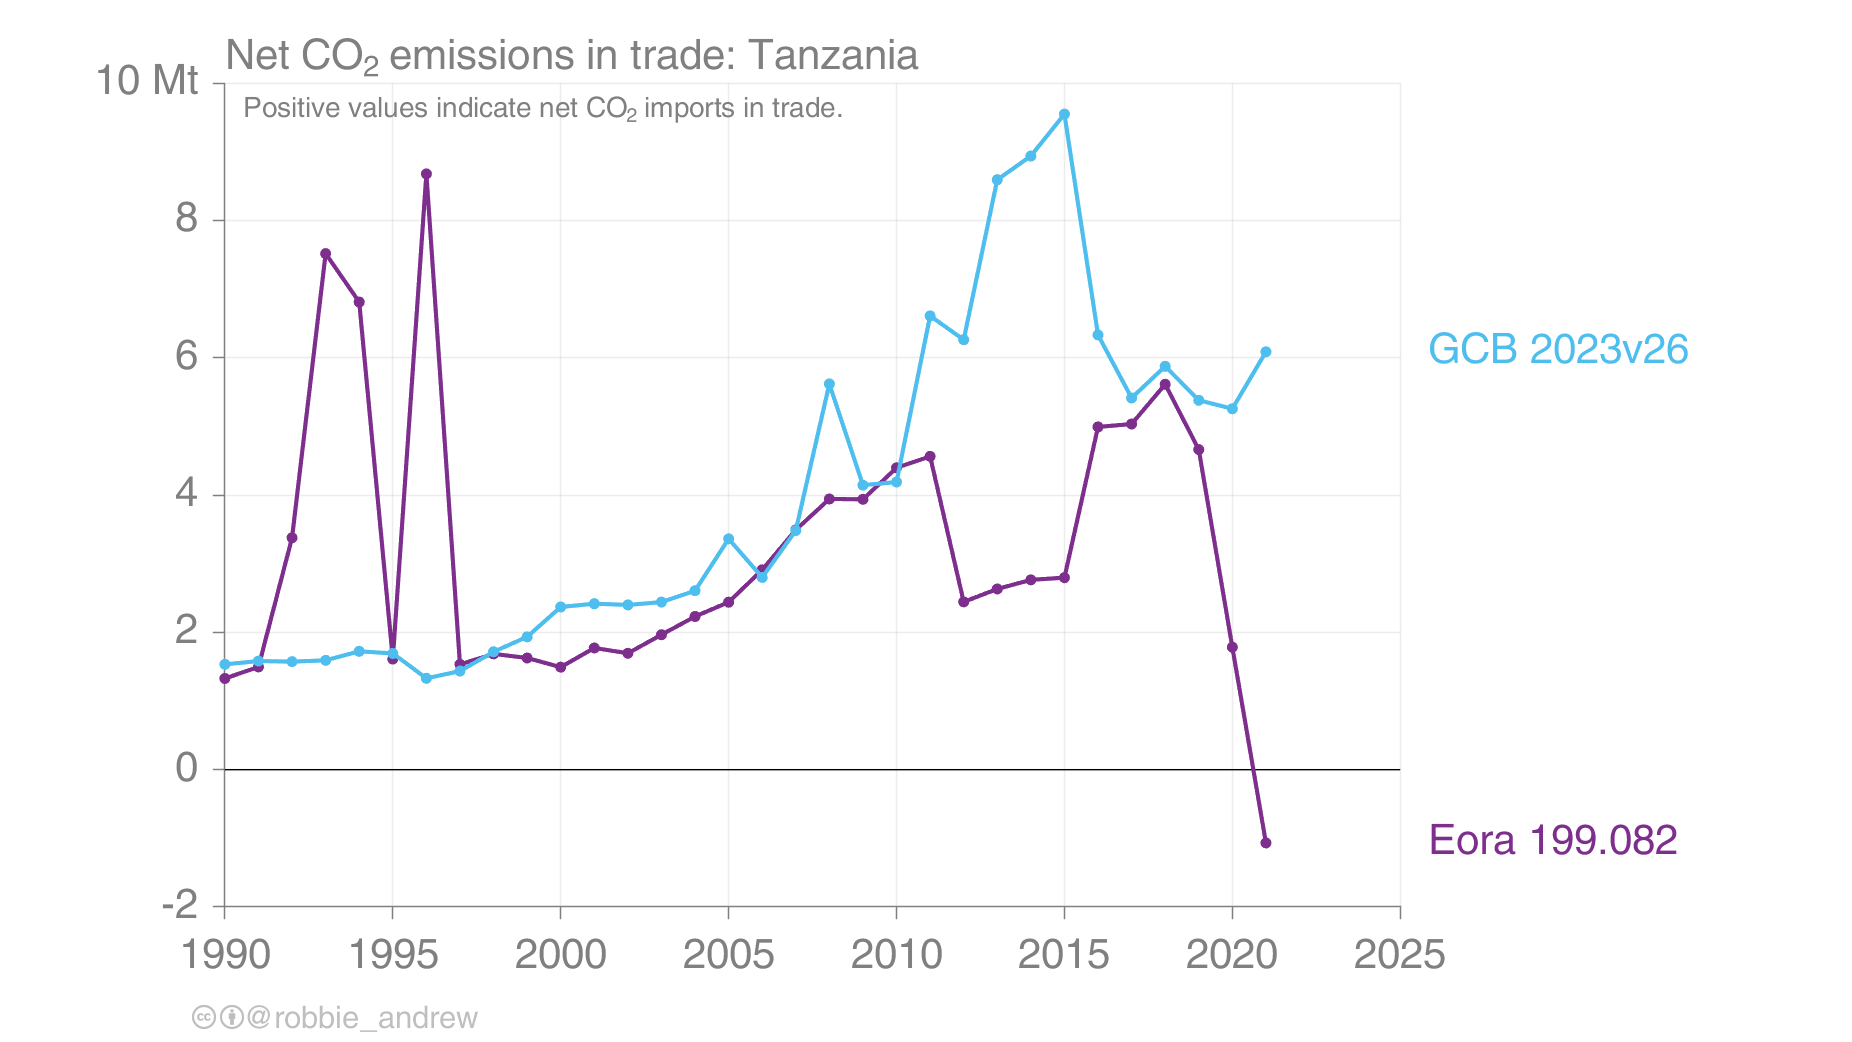 Net CO₂ emissions in trade: Tanzania
10 Mt
Positive values indicate net CO₂ imports in trade.
8
6
GCB 2023v26
4
2
0
Eora 199.082
-2
1990 1995 2000 2005 2010 2015 2020 2025
@robbie_andrew